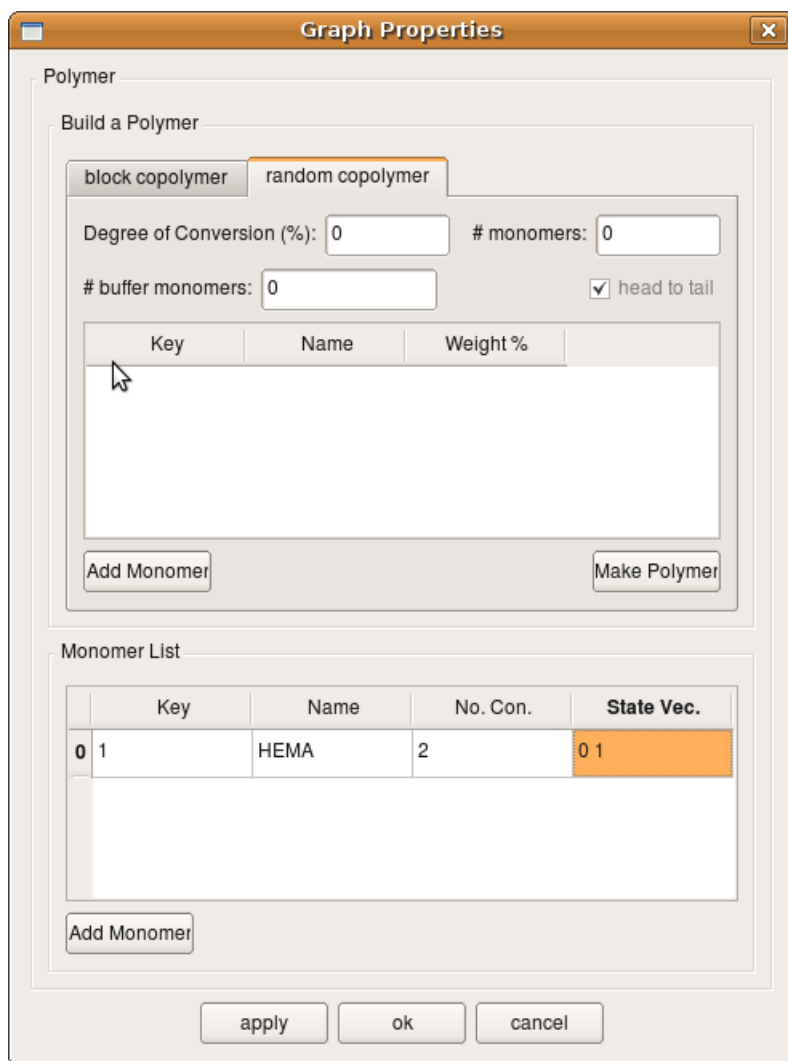 Graph Properties
Polymer
Build a Polymer
block copolymer random copolymer
Degree of Conversion (%): 0 # monomers: 0
# buffer monomers: 0 head to tail
Key Name Weight %
Add Monomer Make Polymer
Monomer List
Key Name No. Con. State Vec.
0 1 HEMA 2 0 1
Add Monomer
apply ok cancel